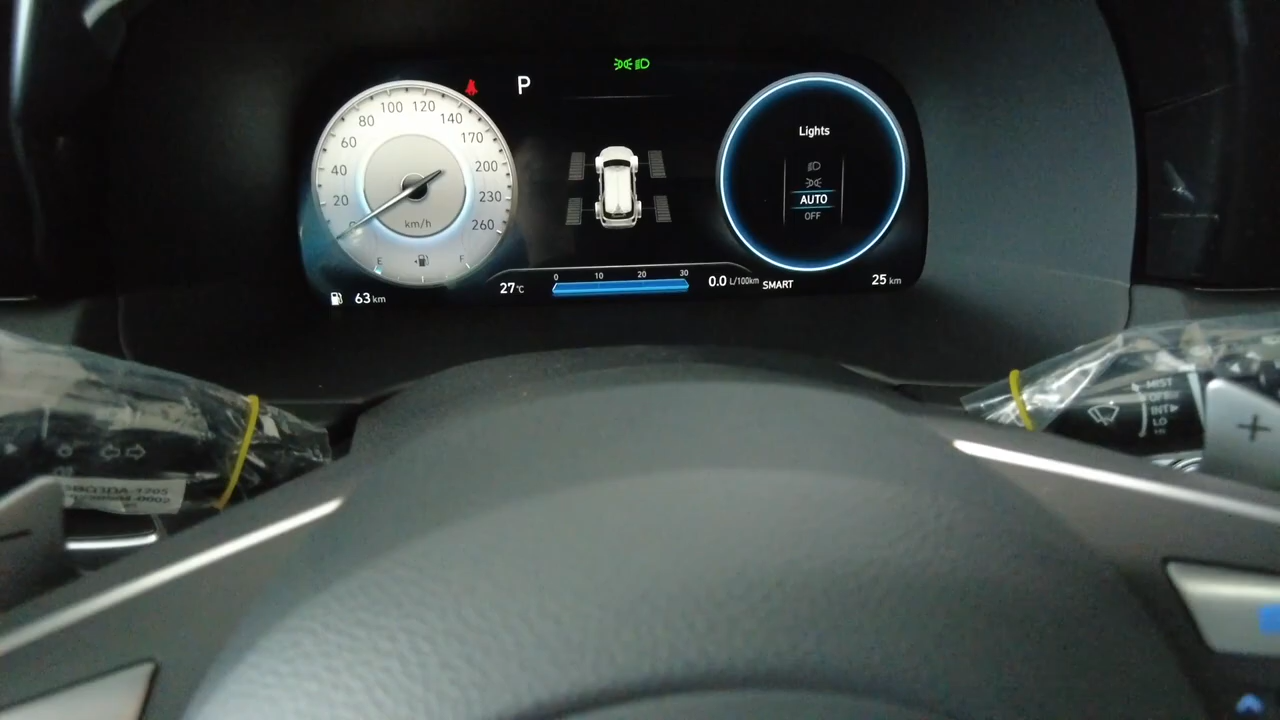 P
100 120
80 140
60 170
40 200
20 230
260
km/h
E F
63 km
27°C
0 10 20 30
0.0 L/100km
SMART
Lights
AUTO
OFF
25 km
MIST
OFF
INT
LO
HI
+
-